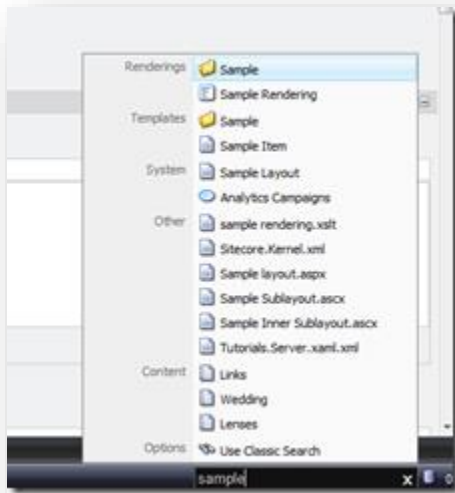 Renderings Sample
Sample Rendering
Templates Sample
Sample Item
System Sample Layout
Analytics Campaigns
Other sample rendering.xslt
Sitecore.Kernel.xml
Sample layout.aspx
Sample Sublayout.ascx
Sample Inner Sublayout.ascx
Tutorials.Server.xaml.xml
Content Links
Wedding
Lenses
Options Use Classic Search
sample x 0